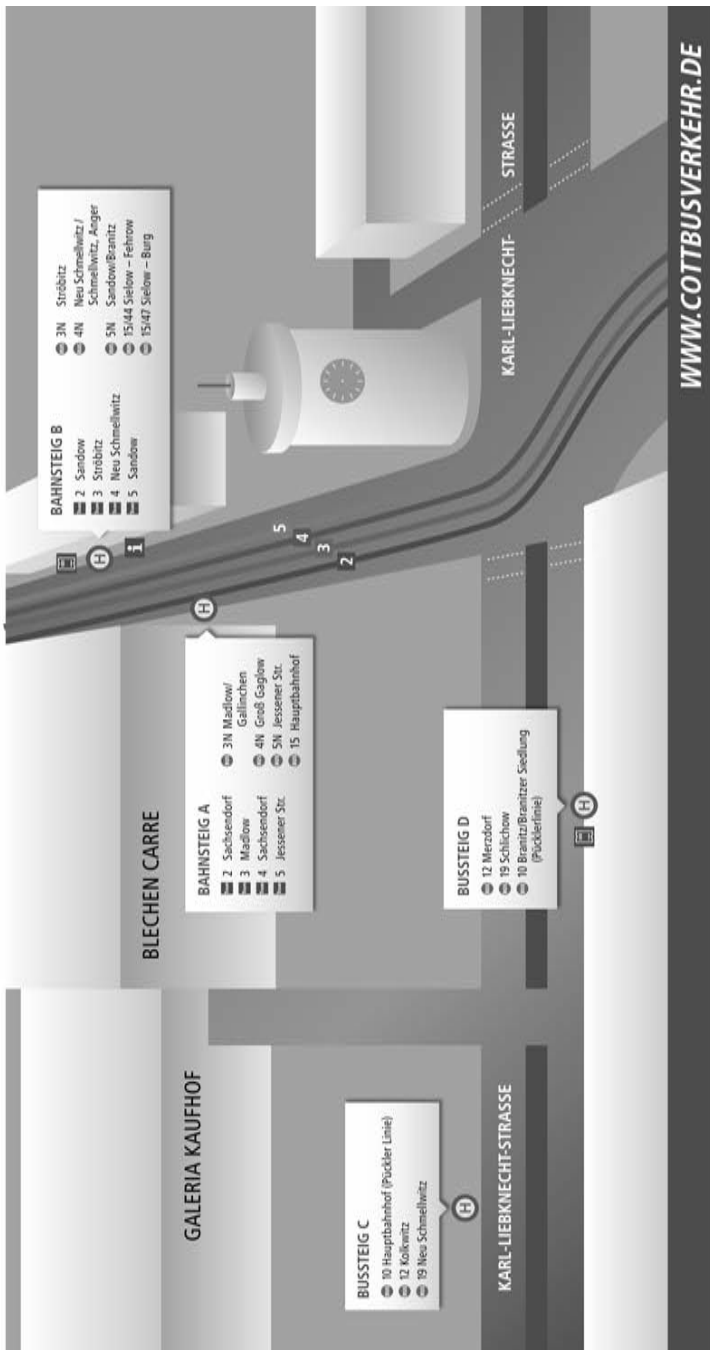 BAHNSTEIG B
2 Sandow
3 Ströbitz
4 Neu Schmellwitz
5 Sandow
3N Ströbitz
4N Neu Schmellwitz /
Schmellwitz, Anger
5N Sandow/Branitz
15/44 Sielow – Fehrow
15/47 Sielow – Burg
H
i
H
5
4
3
2
BLECHEN CARRE
BAHNSTEIG A
2 Sachsendorf
3 Madlow
4 Sachsendorf
5 Jessener Str.
3N Madlow/
Gallinchen
4N Groß Gaglow
5N Jessener Str.
15 Hauptbahnhof
GALERIA KAUFHOF
BUSSTEIG C
10 Hauptbahnhof (Pückler Linie)
12 Kolkwitz
19 Neu Schmellwitz
H
BUSSTEIG D
12 Merzdorf
19 Schlichow
10 Branitz/Branitzer Siedlung
(Pücklerlinie)
H
KARL-LIEBKNECHT-STRASSE
KARL-LIEBKNECHT-
STRASSE
WWW.COTTBUSVERKEHR.DE